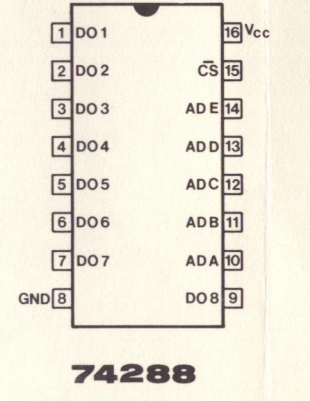 1 DO1 16 Vcc
2 DO2 C̅S̅ 15
3 DO3 ADE 14
4 DO4 ADD 13
5 DO5 ADC 12
6 DO6 ADB 11
7 DO7 ADA 10
GND 8 DO8 9
74288